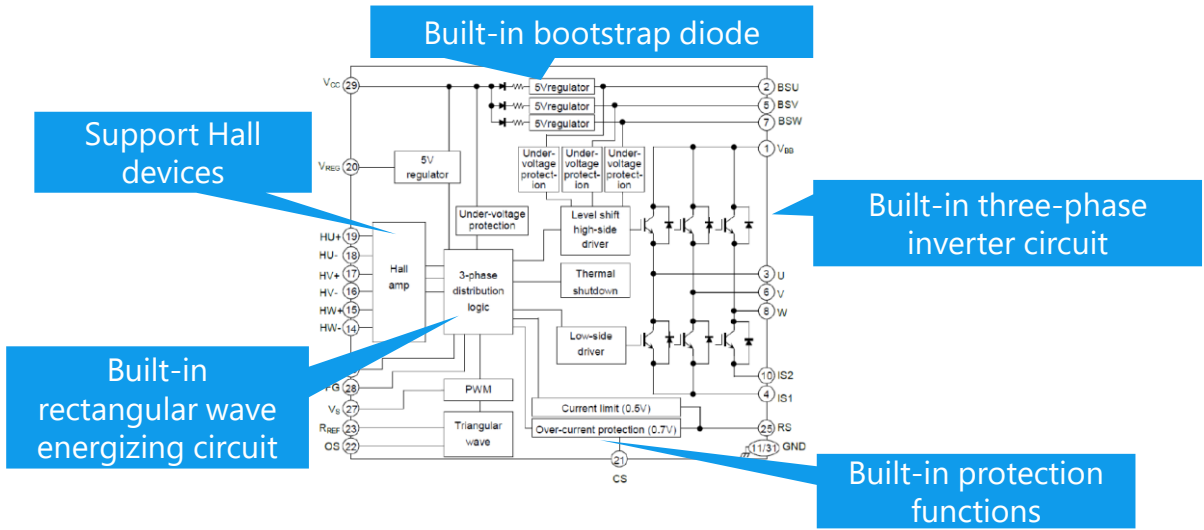 Built-in bootstrap diode
VCC 29
5Vregulator
5Vregulator
5Vregulator
2 BSU
5 BSV
7 BSW
Support Hall
devices
VREG 20
5V
regulator
Under-
voltage
protect-
ion
Under-
voltage
protect-
ion
Under-
voltage
protect-
ion
1 VBB
Under-voltage
protection
Level shift
high-side
driver
Built-in three-phase
inverter circuit
HU+ 19
HU- 18
HV+ 17
HV- 16
HW+ 15
HW- 14
Hall
amp
3-phase
distribution
logic
Thermal
shutdown
3 U
6 V
8 W
Low-side
driver
Built-in
rectangular wave
energizing circuit
10 IS2
4 IS1
FG 28
VS 27
RREF 23
OS 22
PWM
Triangular
wave
Current limit (0.5V)
Over-current protection (0.7V)
25 RS
11/31 GND
21
CS
Built-in protection
functions